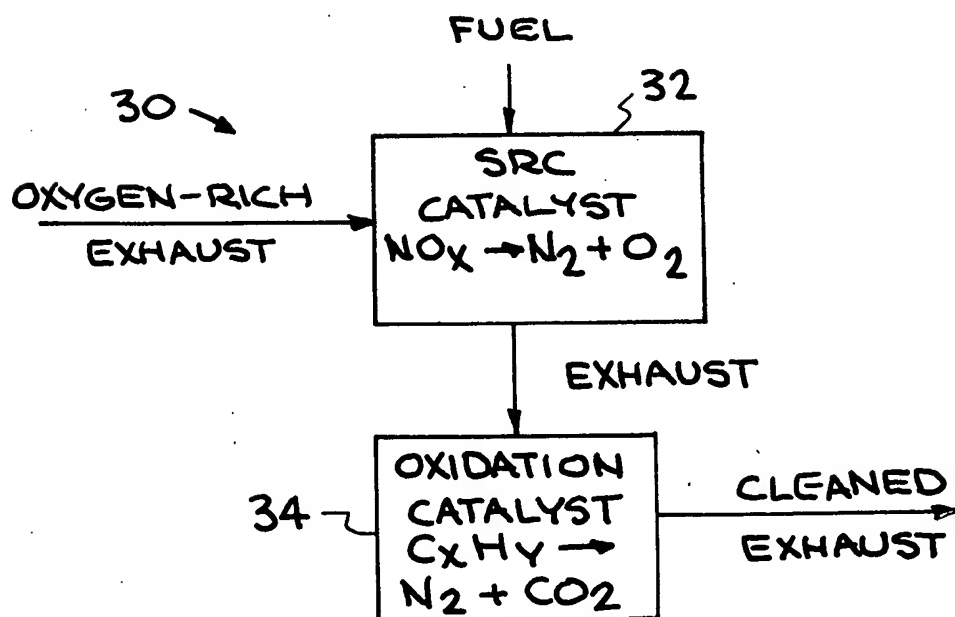 FUEL
30
32
SRC
CATALYST
NOX → N2 + O2
OXYGEN-RICH
EXHAUST
EXHAUST
34
OXIDATION
CATALYST
CXHY →
N2 + CO2
CLEANED
EXHAUST